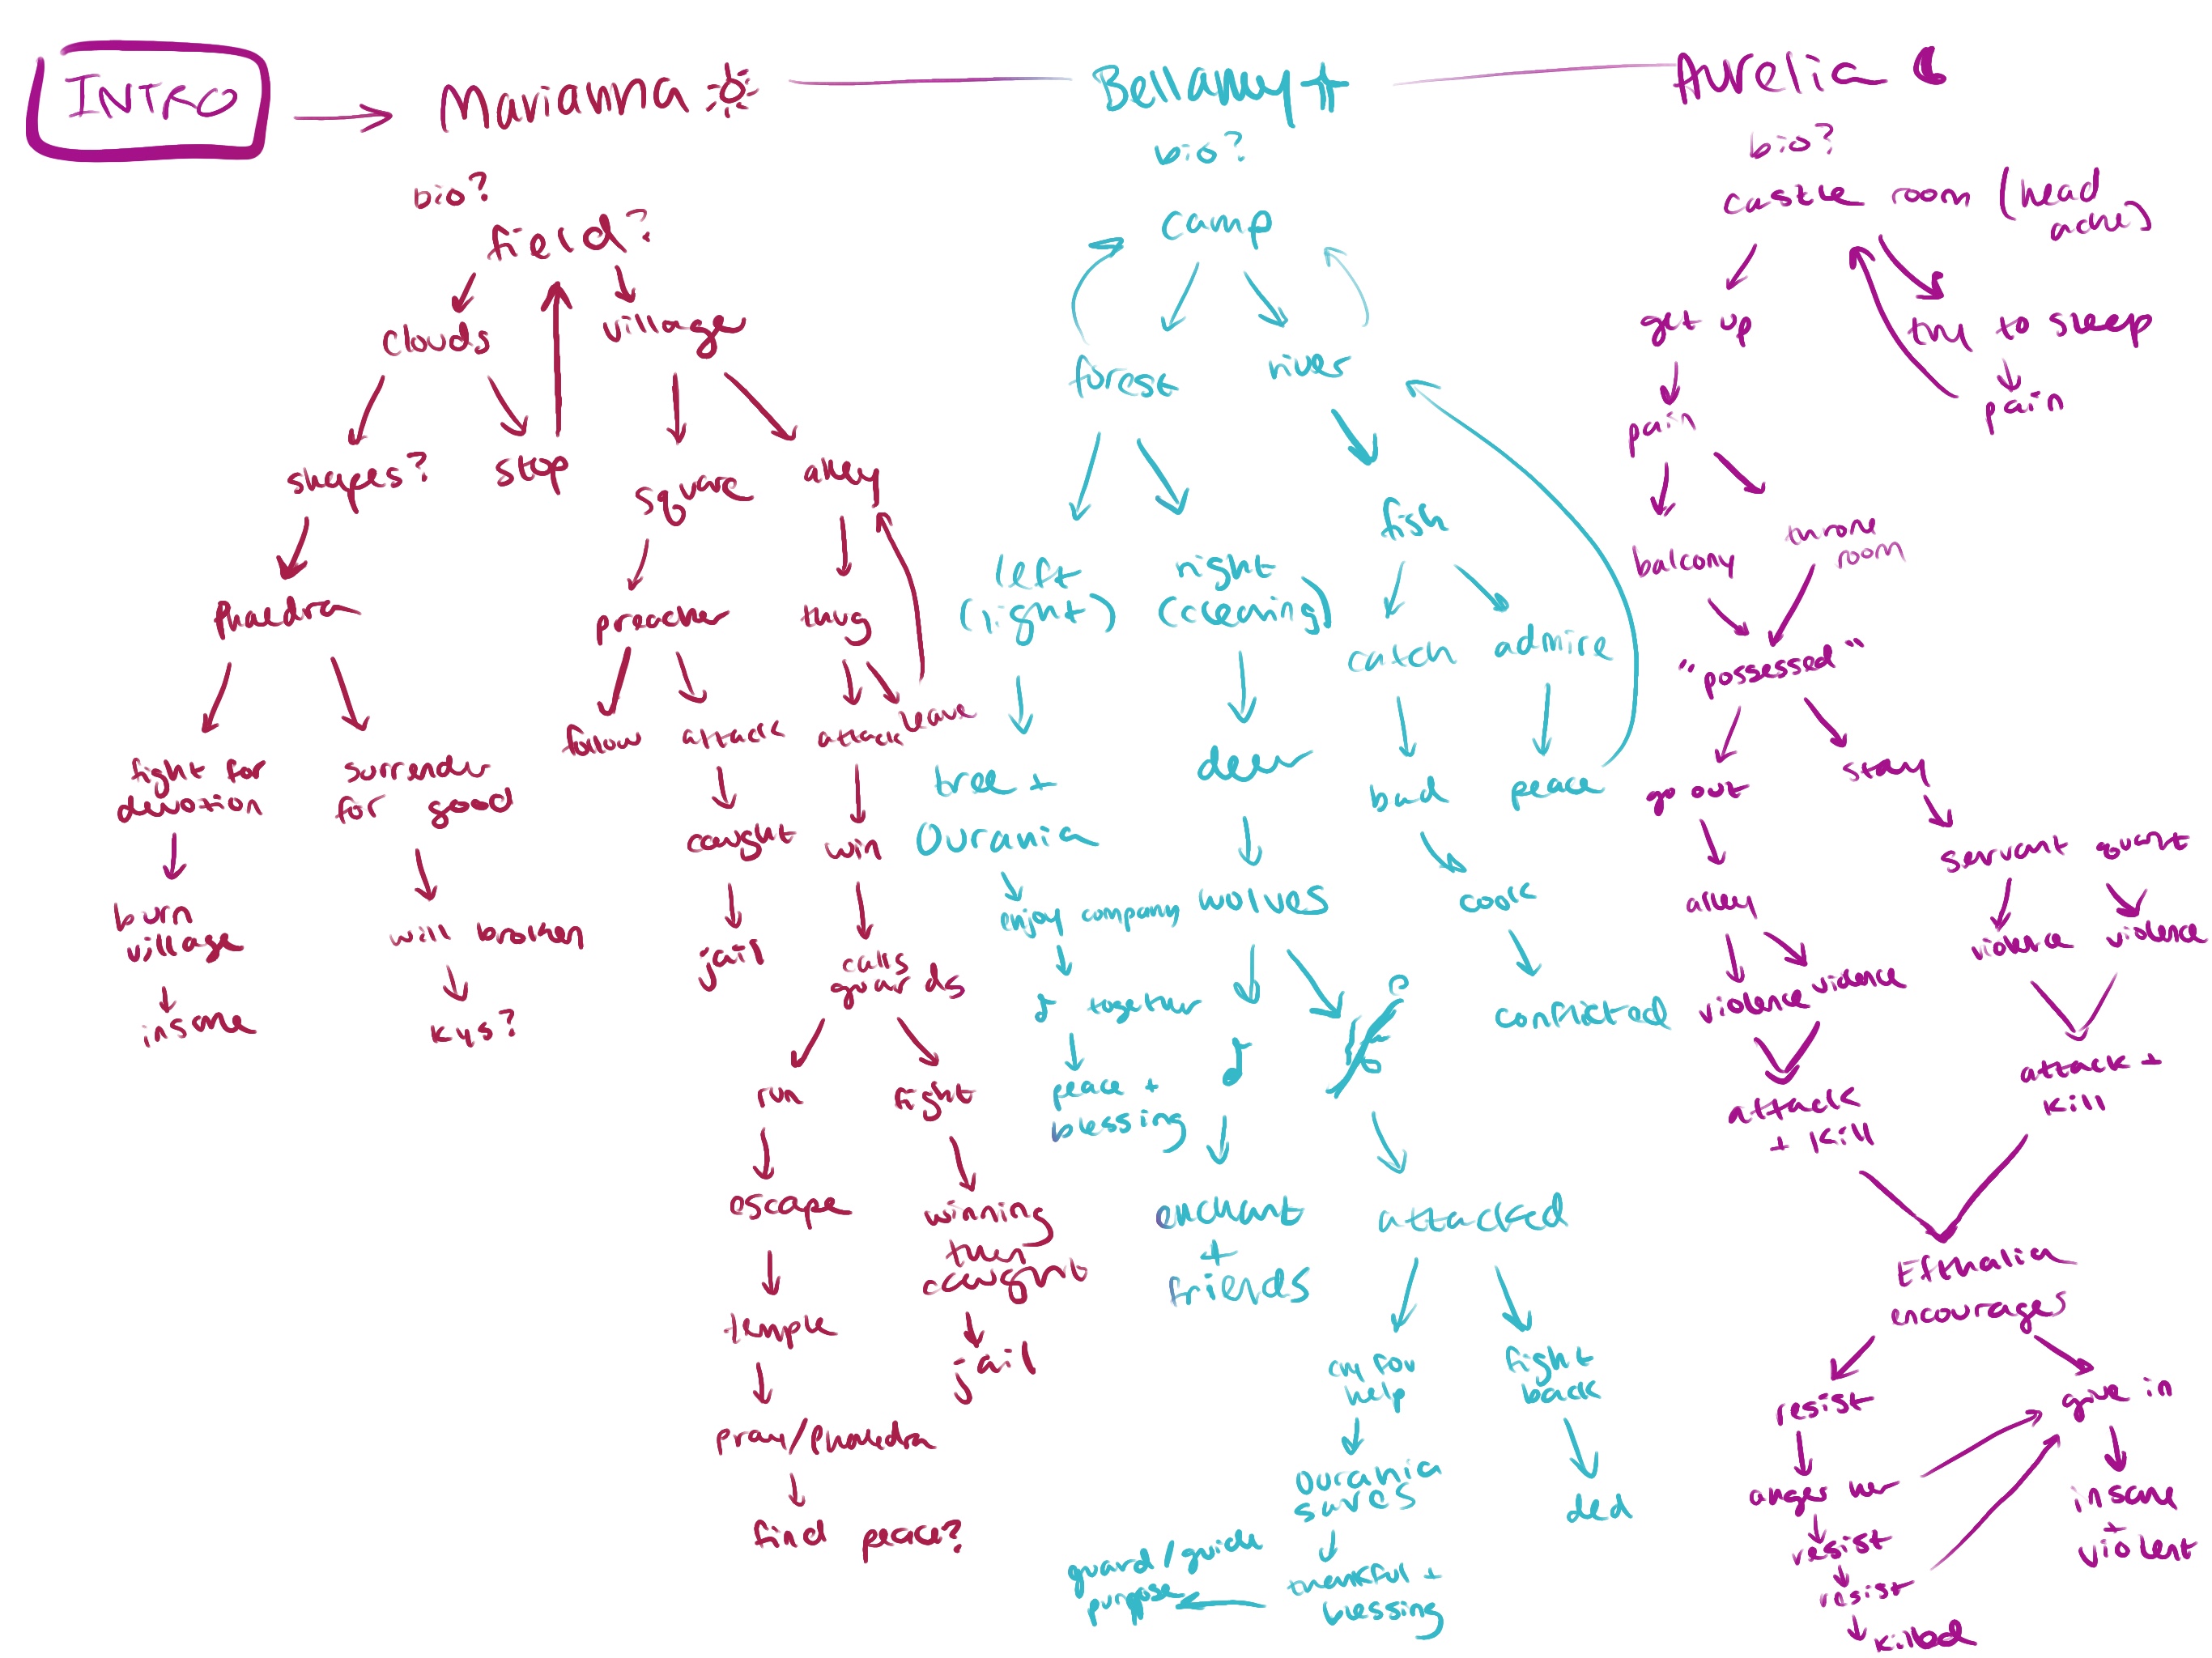 INTRO
Marianna
bio?
field?
clouds
village
shapes?
stop
square
alley
Phaedra
preacher
thug
fight for
devotion
surrender
for good
follow
attack
attack
leave
burn
village
will broken
caught
win
insane
kys?
jail
calls
guards
run
fight
escape
winning
then
caught
temple
jail
pray/Phaedra
find peace?
Bellamy
bio?
camp
forest
river
left
(light)
right
(clearing)
fish
catch
admire
tree +
Ourania
deer
bad
peace
enjoy company
wolves
cook
together
conflicted
peace +
blessing
enchant
+
friends
attacked
cry for
help
fight
back
Ourania
saves
ded
thankful +
blessing
guard/guide
purpose
Aurelia
bio?
castle room (head
ache)
get up
try to sleep
pain
pain
balcony
throne
room
"possessed"
go out
stay
alley
servant
violence
violence
violence
violence
attack
+ kill
attack +
kill
encourages
resist
give in
angers her
insane
+
violent
resist
resist
killed